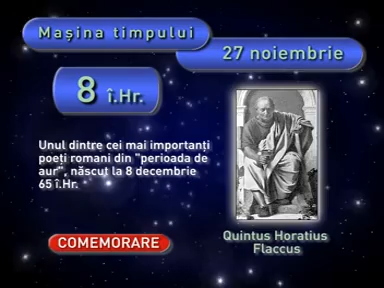 Mașina timpului
27 noiembrie
8 î.Hr.
Unul dintre cei mai importanți
poeți romani din "perioada de
aur", născut la 8 decembrie
65 î.Hr.
COMEMORARE
Quintus Horatius
Flaccus